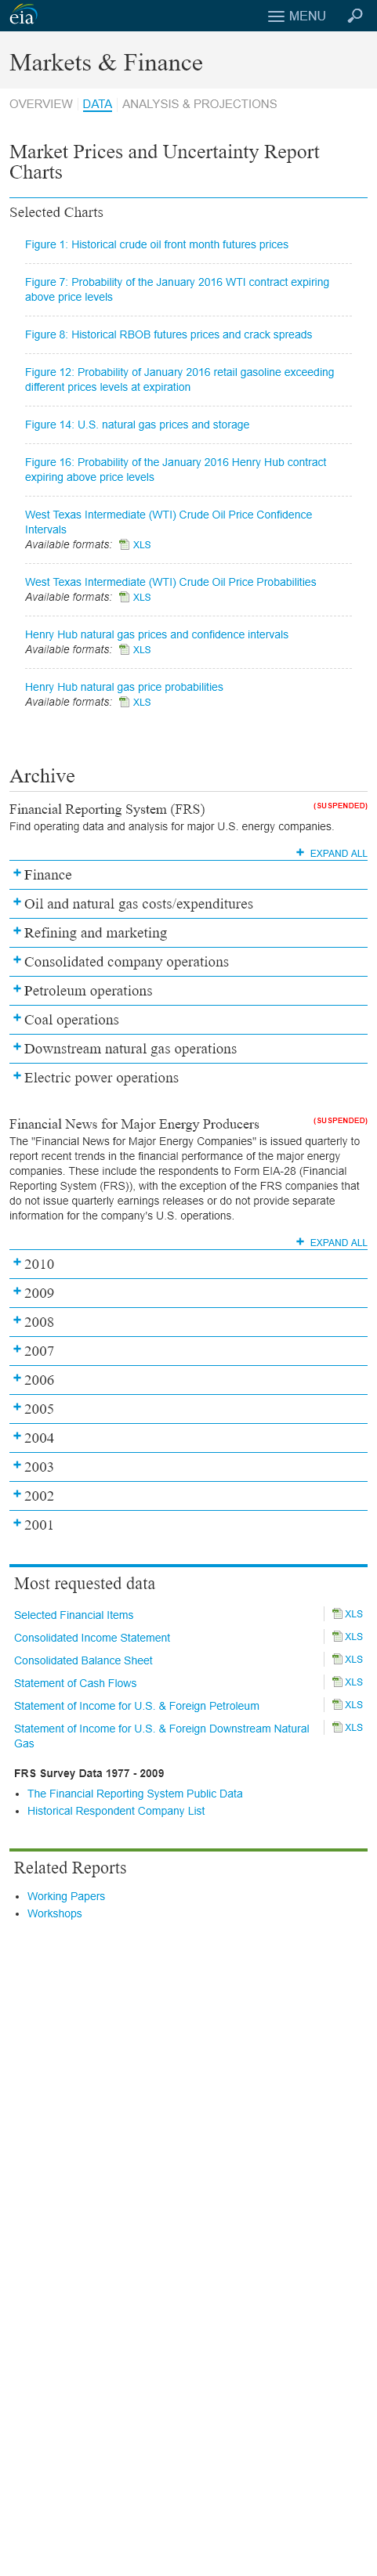 eia
MENU
Markets & Finance
OVERVIEW
DATA
ANALYSIS & PROJECTIONS
Market Prices and Uncertainty Report
Charts
Selected Charts
Figure 1: Historical crude oil front month futures prices
Figure 7: Probability of the January 2016 WTI contract expiring
above price levels
Figure 8: Historical RBOB futures prices and crack spreads
Figure 12: Probability of January 2016 retail gasoline exceeding
different prices levels at expiration
Figure 14: U.S. natural gas prices and storage
Figure 16: Probability of the January 2016 Henry Hub contract
expiring above price levels
West Texas Intermediate (WTI) Crude Oil Price Confidence
Intervals
Available formats: XLS
West Texas Intermediate (WTI) Crude Oil Price Probabilities
Available formats: XLS
Henry Hub natural gas prices and confidence intervals
Available formats: XLS
Henry Hub natural gas price probabilities
Available formats: XLS
Archive
Financial Reporting System (FRS) (SUSPENDED)
Find operating data and analysis for major U.S. energy companies.
+ EXPAND ALL
+ Finance
+ Oil and natural gas costs/expenditures
+ Refining and marketing
+ Consolidated company operations
+ Petroleum operations
+ Coal operations
+ Downstream natural gas operations
+ Electric power operations
Financial News for Major Energy Producers (SUSPENDED)
The "Financial News for Major Energy Companies" is issued quarterly to
report recent trends in the financial performance of the major energy
companies. These include the respondents to Form EIA-28 (Financial
Reporting System (FRS)), with the exception of the FRS companies that
do not issue quarterly earnings releases or do not provide separate
information for the company's U.S. operations.
+ EXPAND ALL
+ 2010
+ 2009
+ 2008
+ 2007
+ 2006
+ 2005
+ 2004
+ 2003
+ 2002
+ 2001
Most requested data
Selected Financial Items XLS
Consolidated Income Statement XLS
Consolidated Balance Sheet XLS
Statement of Cash Flows XLS
Statement of Income for U.S. & Foreign Petroleum XLS
Statement of Income for U.S. & Foreign Downstream Natural XLS
Gas
FRS Survey Data 1977 - 2009
• The Financial Reporting System Public Data
• Historical Respondent Company List
Related Reports
• Working Papers
• Workshops